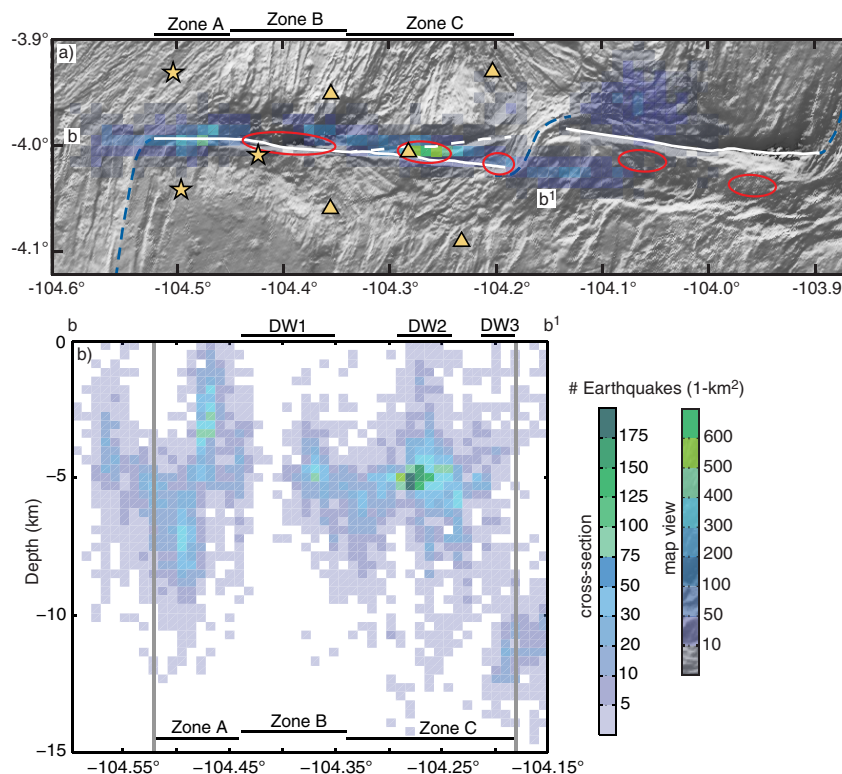 Zone A Zone B Zone C
-3.9°
a)
b
-4.0°
b¹
-4.1°
-104.6° -104.5° -104.4° -104.3° -104.2° -104.1° -104.0° -103.9°
b DW1 DW2 DW3 b¹
b)
0
−5
−10
−15
Depth (km)
Zone A Zone B Zone C
−104.55° −104.45° −104.35° −104.25° −104.15°
# Earthquakes (1-km²)
cross-section
175
150
125
100
75
50
30
20
10
5
map view
600
500
400
300
200
100
50
10